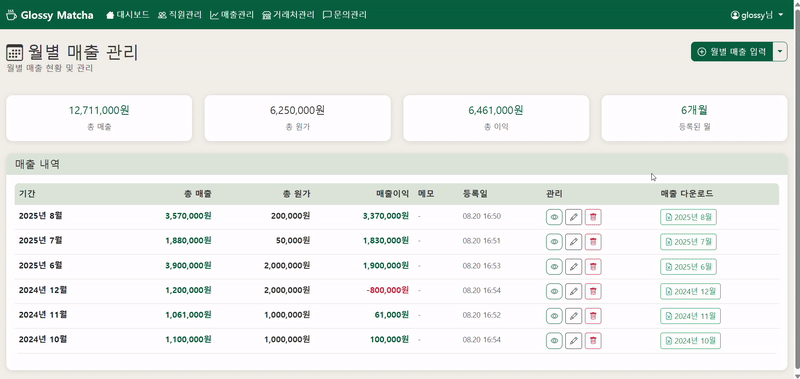 Glossy Matcha 대시보드 직원관리 매출관리 거래처관리 문의관리 glossy님
월별 매출 관리
월별 매출 현황 및 관리
월별 매출 입력
12,711,000원 6,250,000원 6,461,000원 6개월
총 매출 총 원가 총 이익 등록된 월
매출 내역
기간 총 매출 총 원가 매출이익 메모 등록일 관리 매출 다운로드
2025년 8월 3,570,000원 200,000원 3,370,000원 - 08.20 16:50 2025년 8월
2025년 7월 1,880,000원 50,000원 1,830,000원 - 08.20 16:51 2025년 7월
2025년 6월 3,900,000원 2,000,000원 1,900,000원 - 08.20 16:53 2025년 6월
2024년 12월 1,200,000원 2,000,000원 -800,000원 - 08.20 16:54 2024년 12월
2024년 11월 1,061,000원 1,000,000원 61,000원 - 08.20 16:52 2024년 11월
2024년 10월 1,100,000원 1,000,000원 100,000원 - 08.20 16:54 2024년 10월